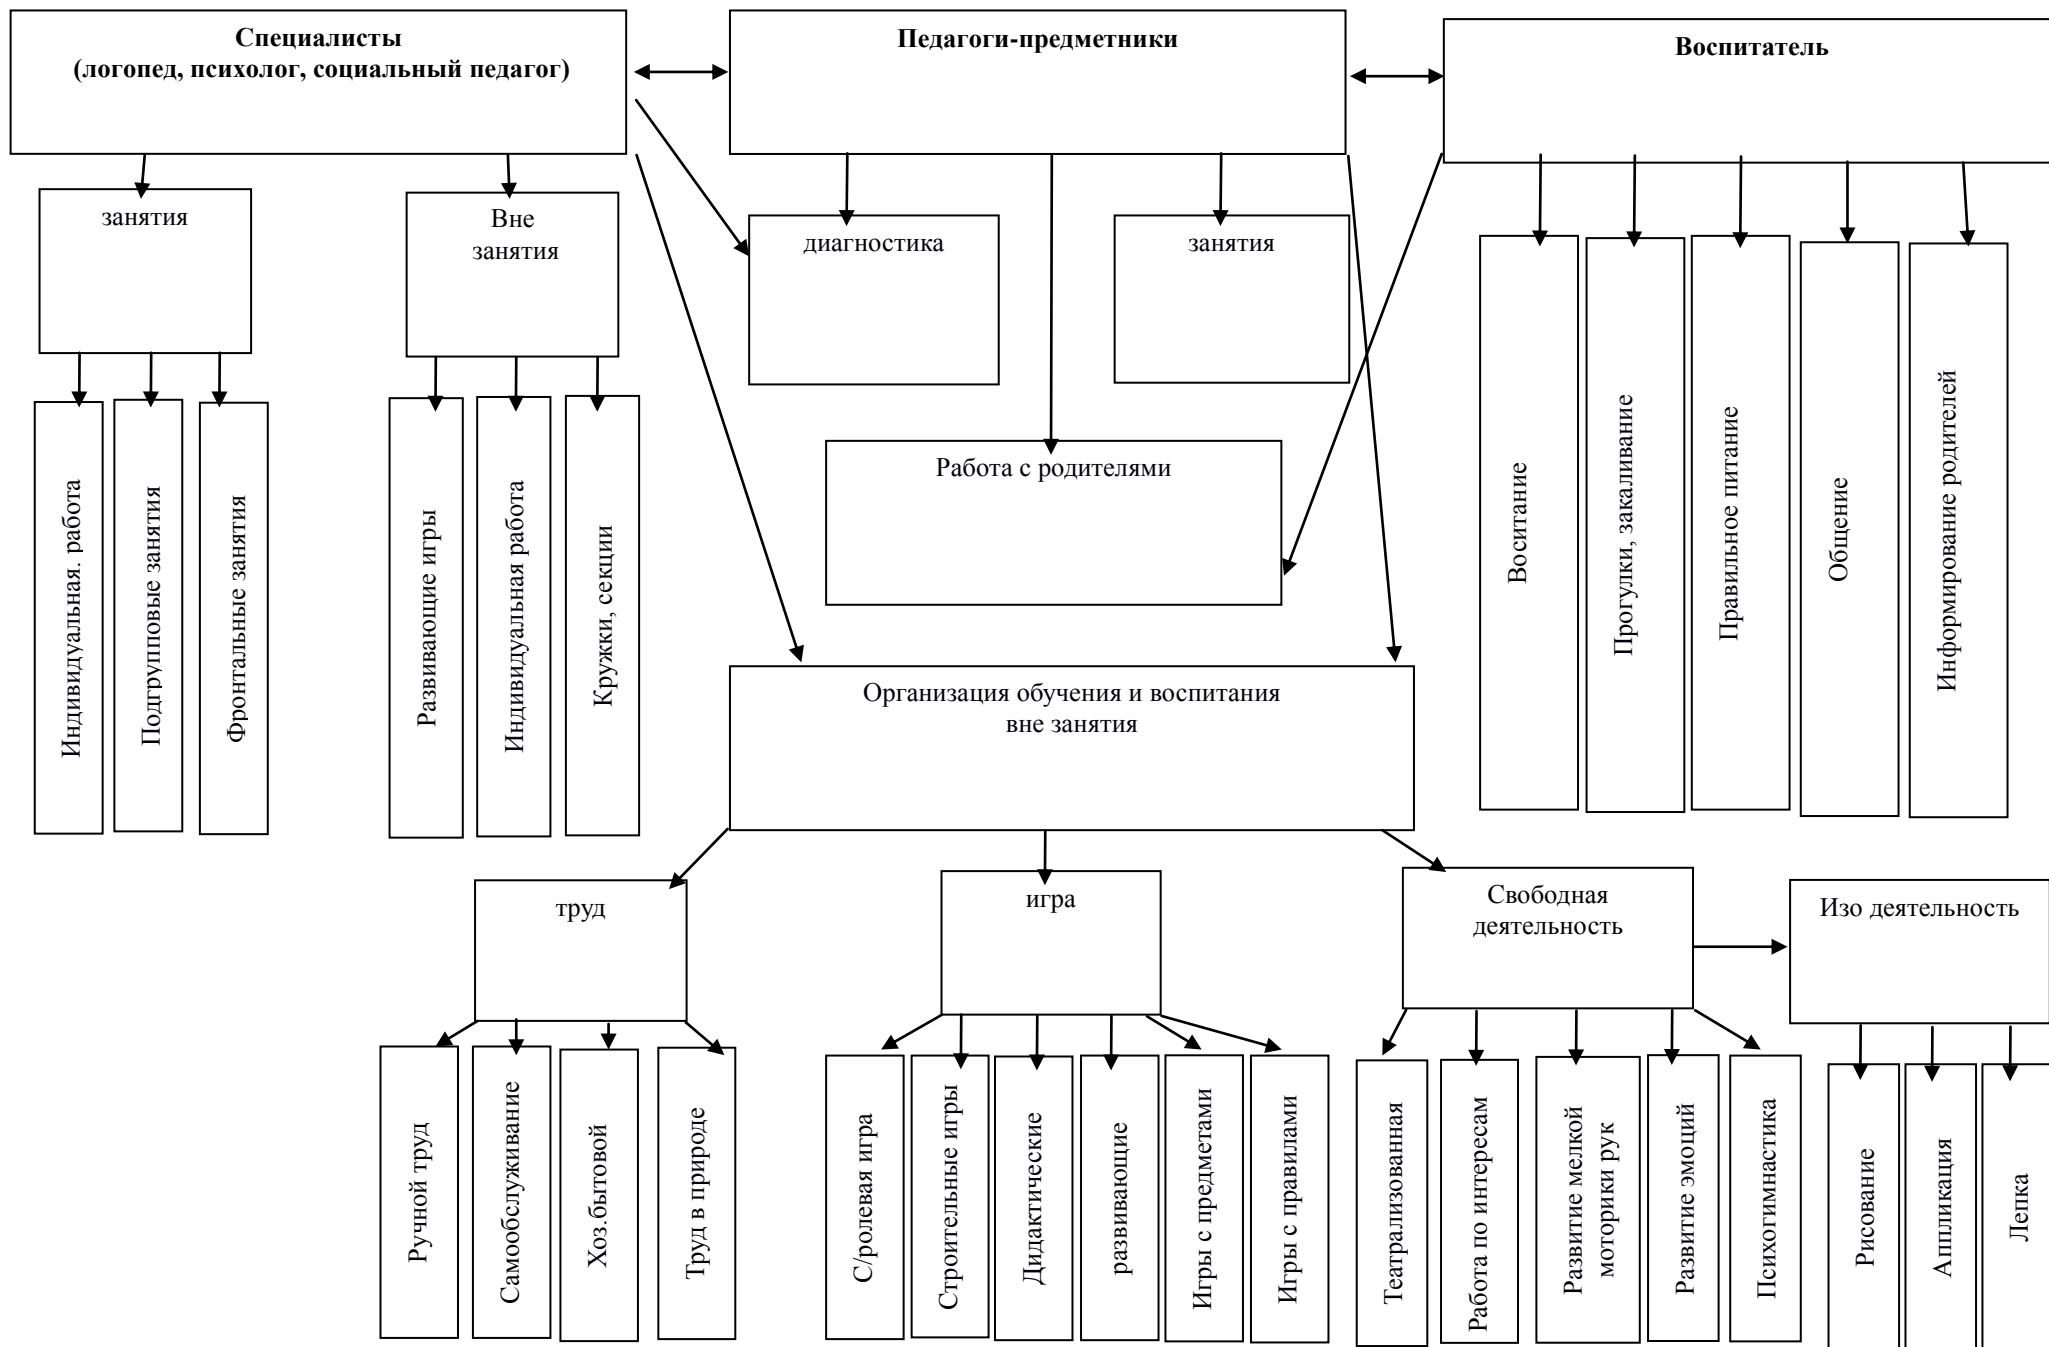 Специалисты
(логопед, психолог, социальный педагог)
Педагоги-предметники
Воспитатель
занятия
Вне
занятия
диагностика
занятия
Индивидуальная. работа
Подгрупповые занятия
Фронтальные занятия
Развивающие игры
Индивидуальная работа
Кружки, секции
Работа с родителями
Воситание
Прогулки, закаливание
Правильное питание
Общение
Информирование родителей
Организация обучения и воспитания
вне занятия
труд
игра
Свободная
деятельность
Изо деятельность
Ручной труд
Самообслуживание
Хоз.бытовой
Труд в природе
С/ролевая игра
Строительные игры
Дидактические
развивающие
Игры с предметами
Игры с правилами
Театрализованная
Работа по интересам
Развитие мелкой
моторики рук
Развитие эмоций
Психогимнастика
Рисование
Аппликация
Лепка